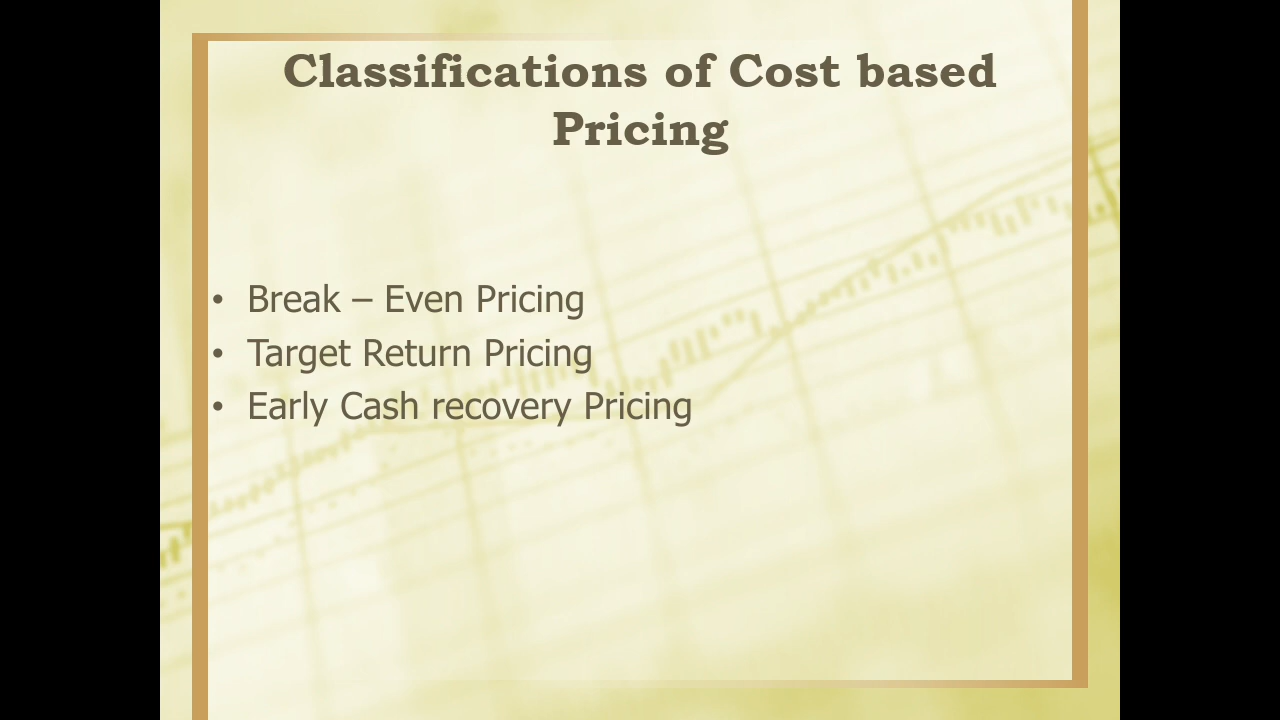 Classifications of Cost based
Pricing
• Break – Even Pricing
• Target Return Pricing
• Early Cash recovery Pricing